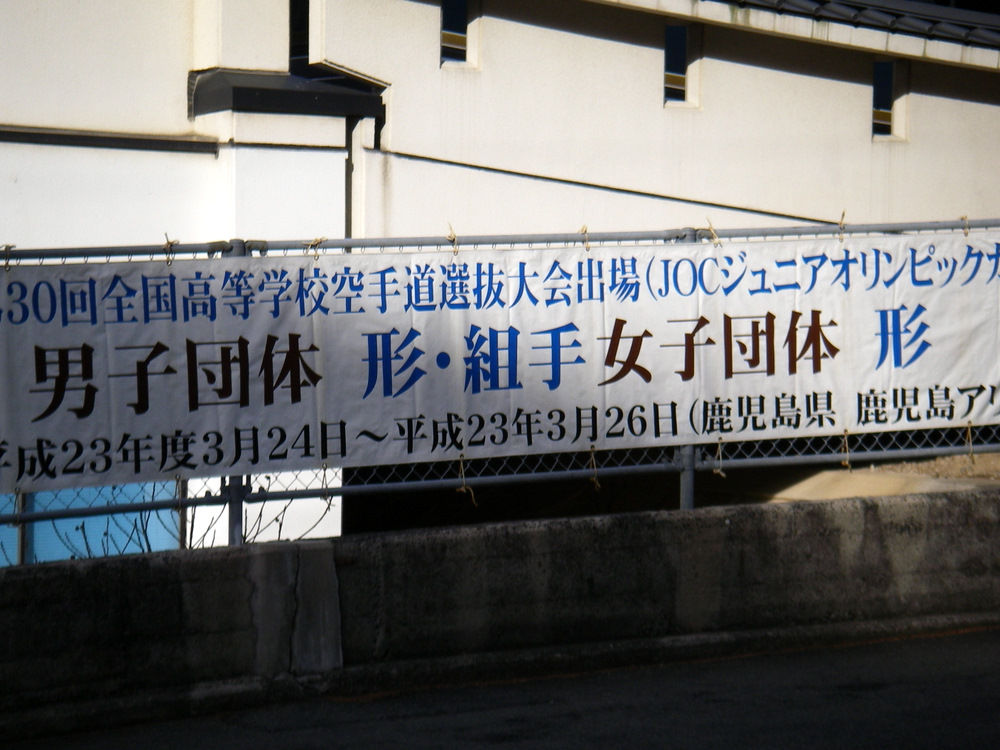 30回全国高等学校空手道選抜大会出場(JOCジュニアオリンピックカ
男子団体 形・組手 女子団体 形
平成23年度3月24日～平成23年3月26日(鹿児島県 鹿児島アリ